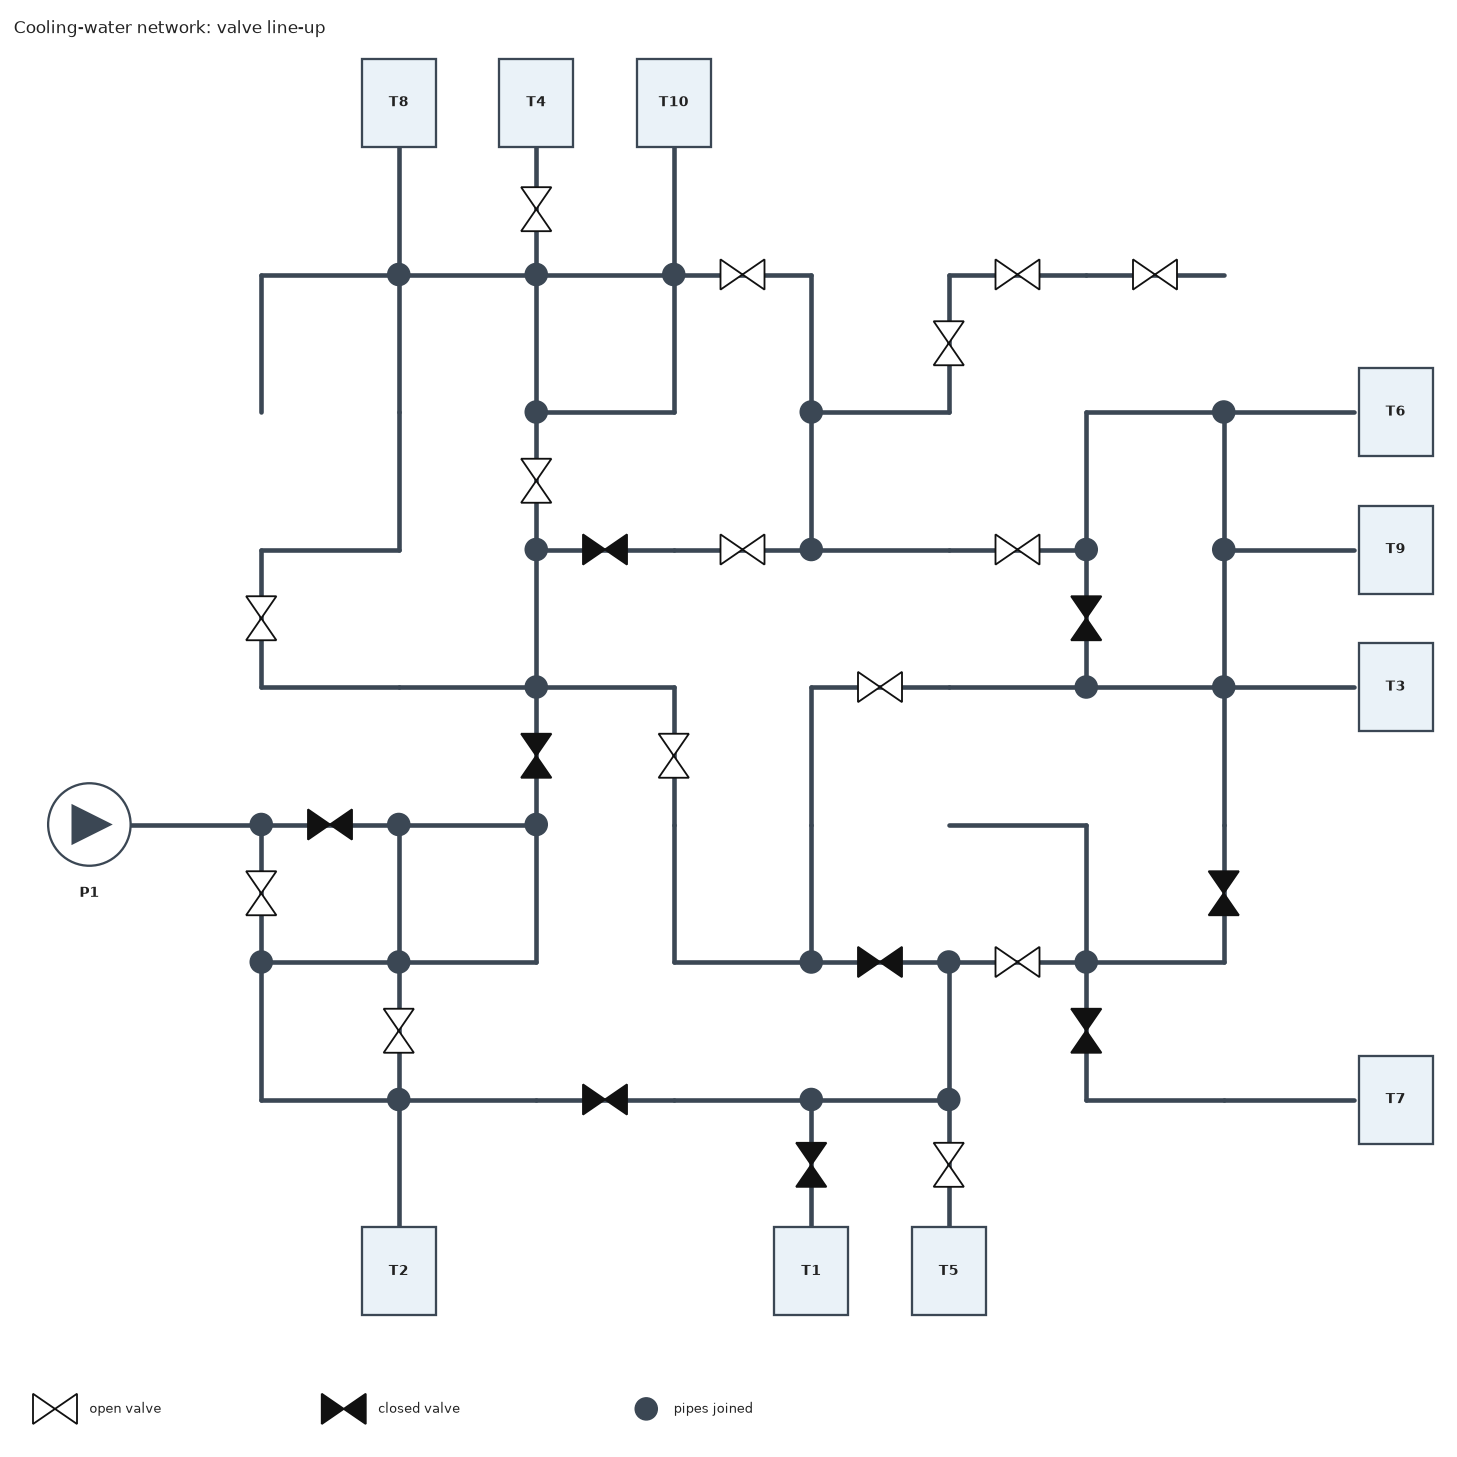 Cooling-water network: valve line-up
T8
T4
T10
T6
T9
T3
P1
T7
T2
T1
T5
open valve
closed valve
pipes joined